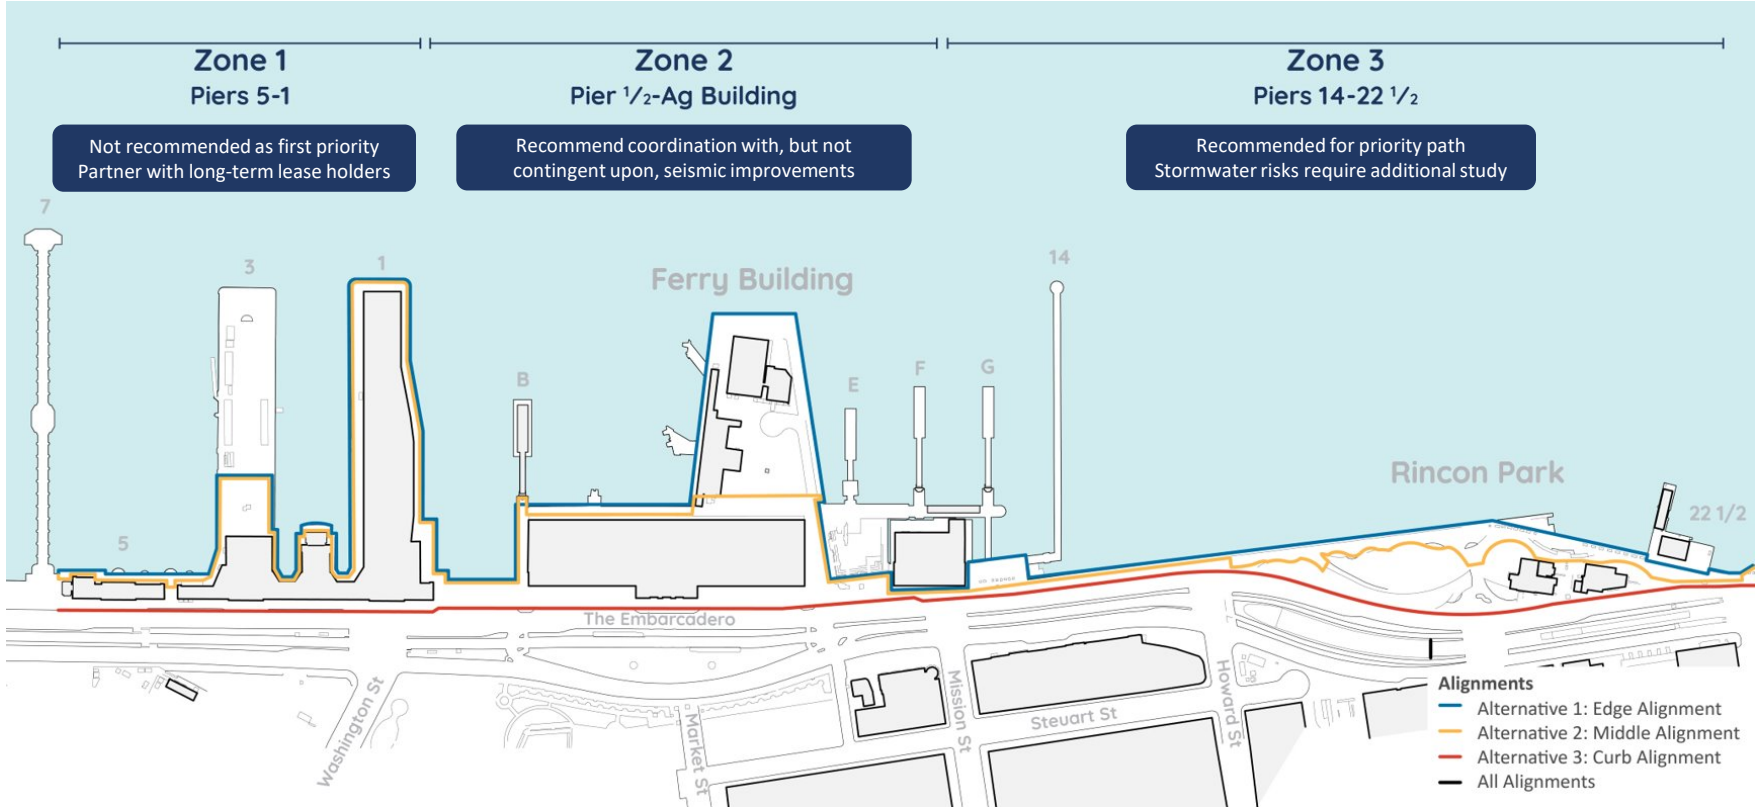 Zone 1
Piers 5-1
Not recommended as first priority
Partner with long-term lease holders
Zone 2
Pier 1/2-Ag Building
Recommend coordination with, but not
contingent upon, seismic improvements
Zone 3
Piers 14-22 1/2
Recommended for priority path
Stormwater risks require additional study
7
3
1
5
Ferry Building
B
E
F
G
14
Rincon Park
22 1/2
The Embarcadero
Washington St
Market St
Mission St
Steuart St
Howard St
Alignments
Alternative 1: Edge Alignment
Alternative 2: Middle Alignment
Alternative 3: Curb Alignment
All Alignments